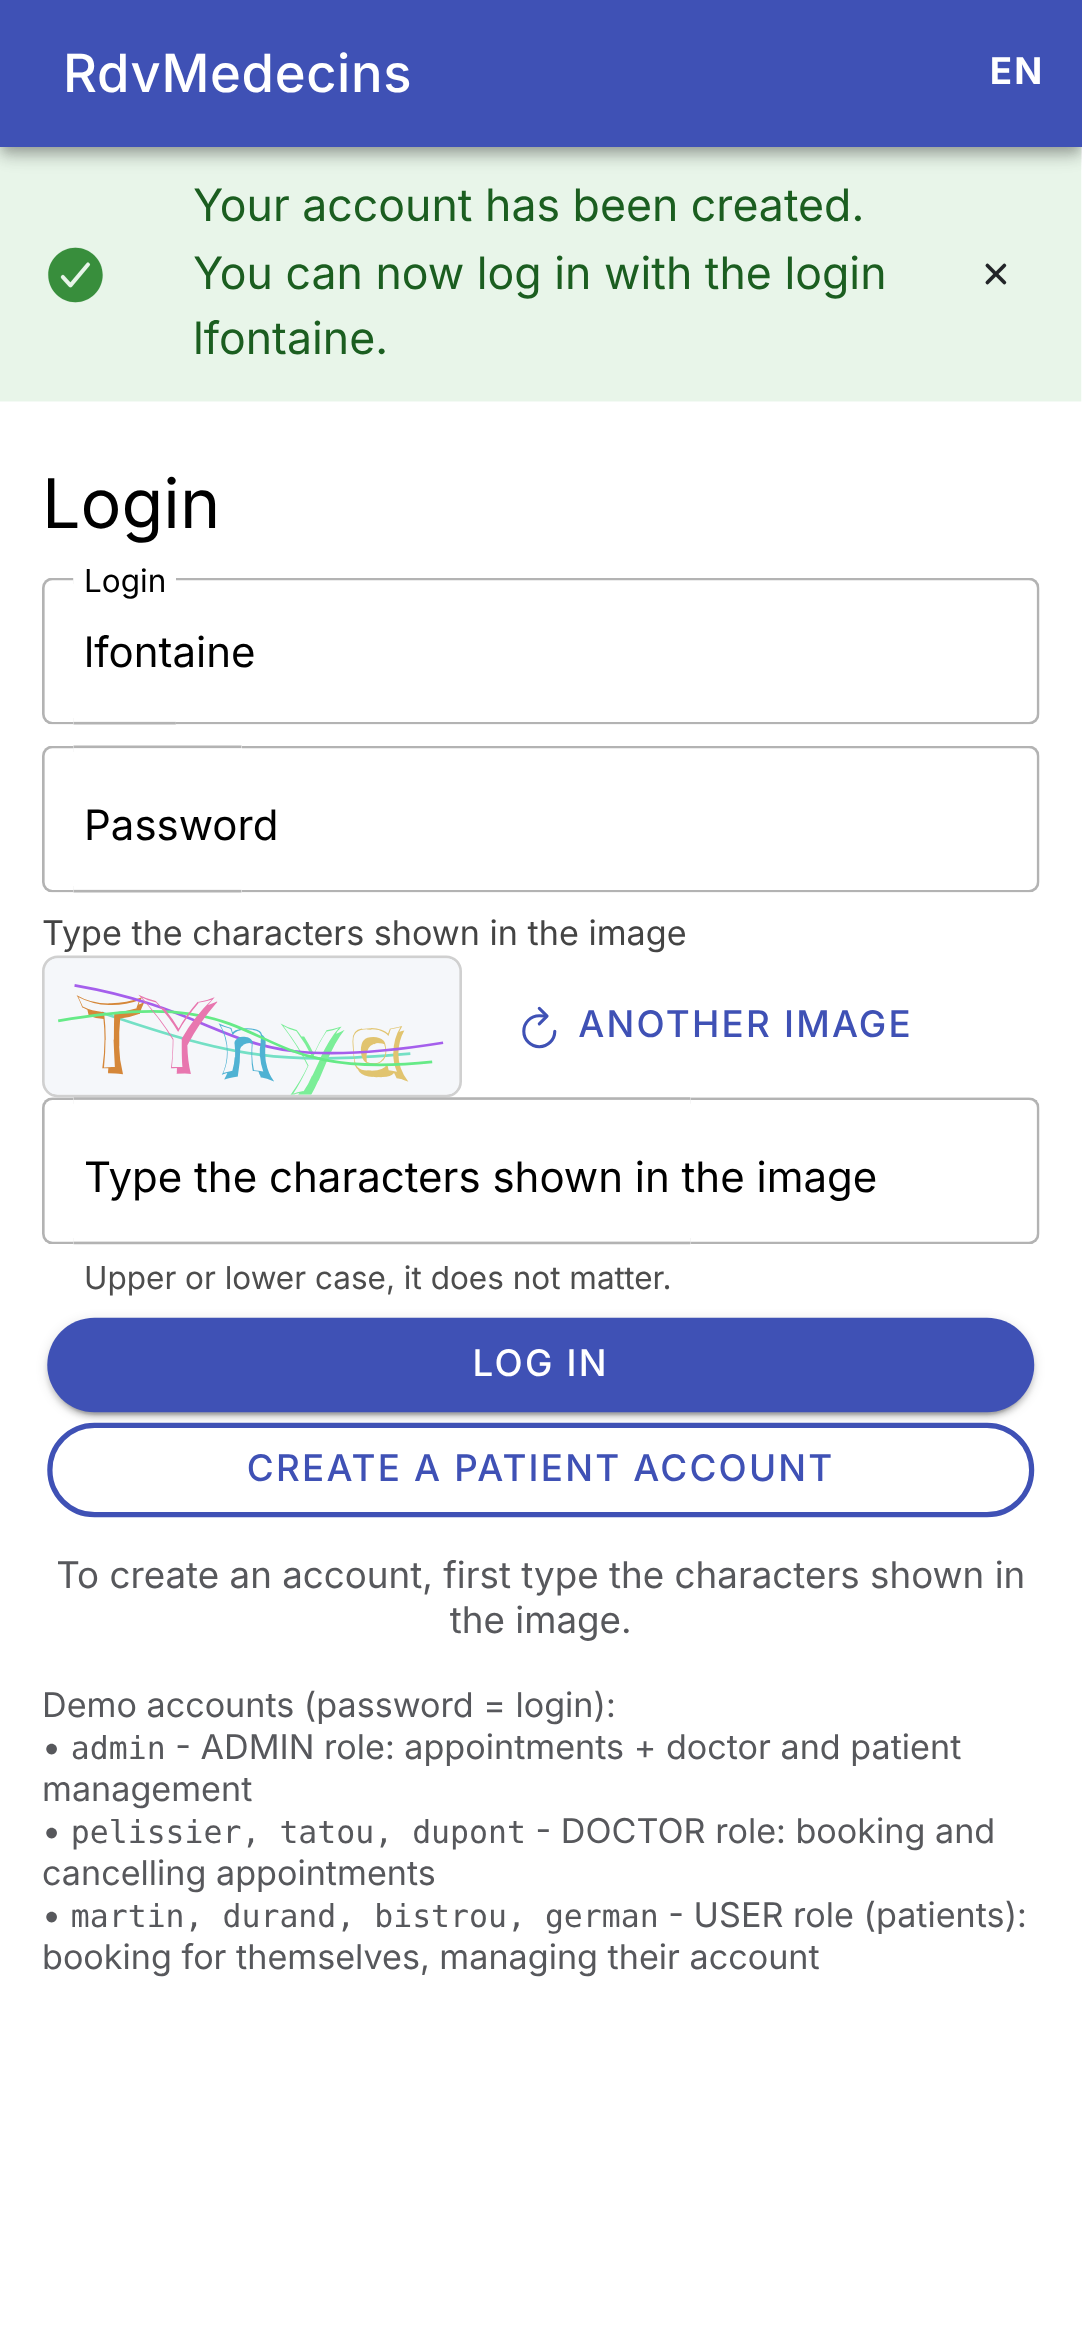 RdvMedecins
EN
Your account has been created.
You can now log in with the login
lfontaine.
Login
Login
lfontaine
Password
Type the characters shown in the image
TYnya
ANOTHER IMAGE
Type the characters shown in the image
Upper or lower case, it does not matter.
LOG IN
CREATE A PATIENT ACCOUNT
To create an account, first type the characters shown in
the image.
Demo accounts (password = login):
• admin - ADMIN role: appointments + doctor and patient
management
• pelissier, tatou, dupont - DOCTOR role: booking and
cancelling appointments
• martin, durand, bistrou, german - USER role (patients):
booking for themselves, managing their account